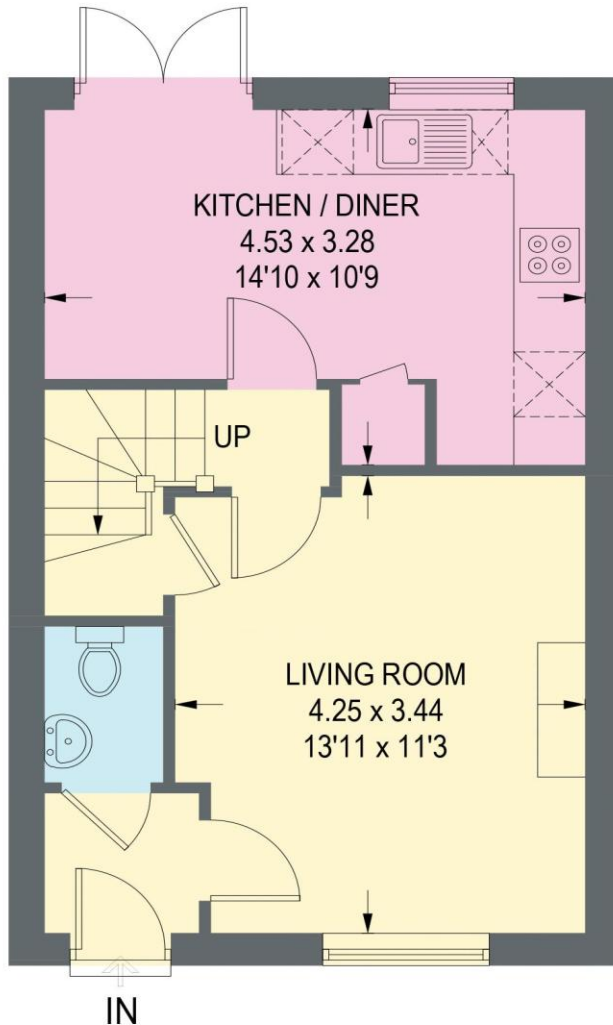 KITCHEN / DINER
4.53 x 3.28
14'10 x 10'9
UP
LIVING ROOM
4.25 x 3.44
13'11 x 11'3
IN